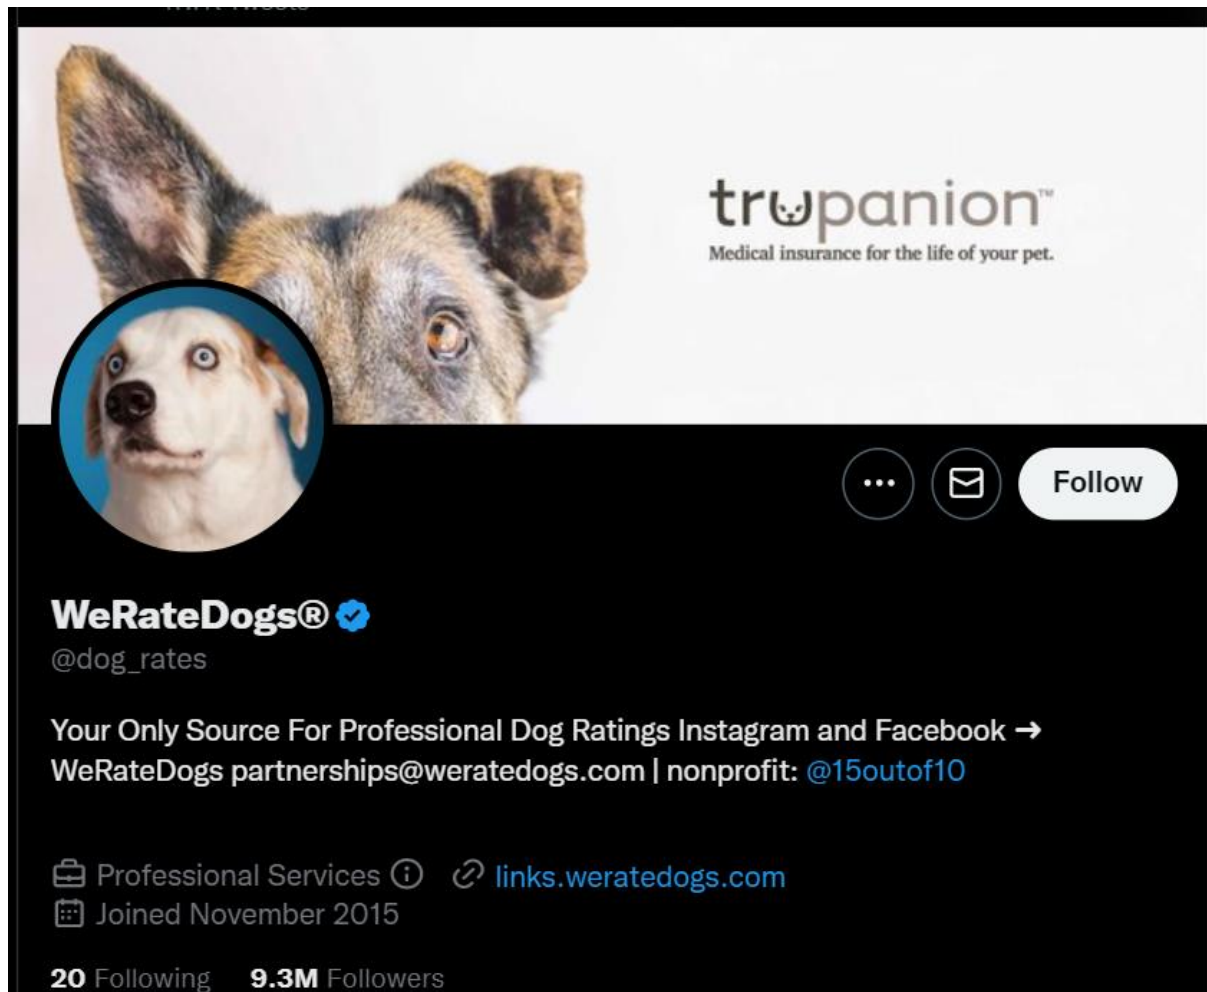 trupanion™
Medical insurance for the life of your pet.
Follow
WeRateDogs®
@dog_rates
Your Only Source For Professional Dog Ratings Instagram and Facebook →
WeRateDogs partnerships@weratedogs.com | nonprofit: @15outof10
Professional Services links.weratedogs.com
Joined November 2015
20 Following 9.3M Followers